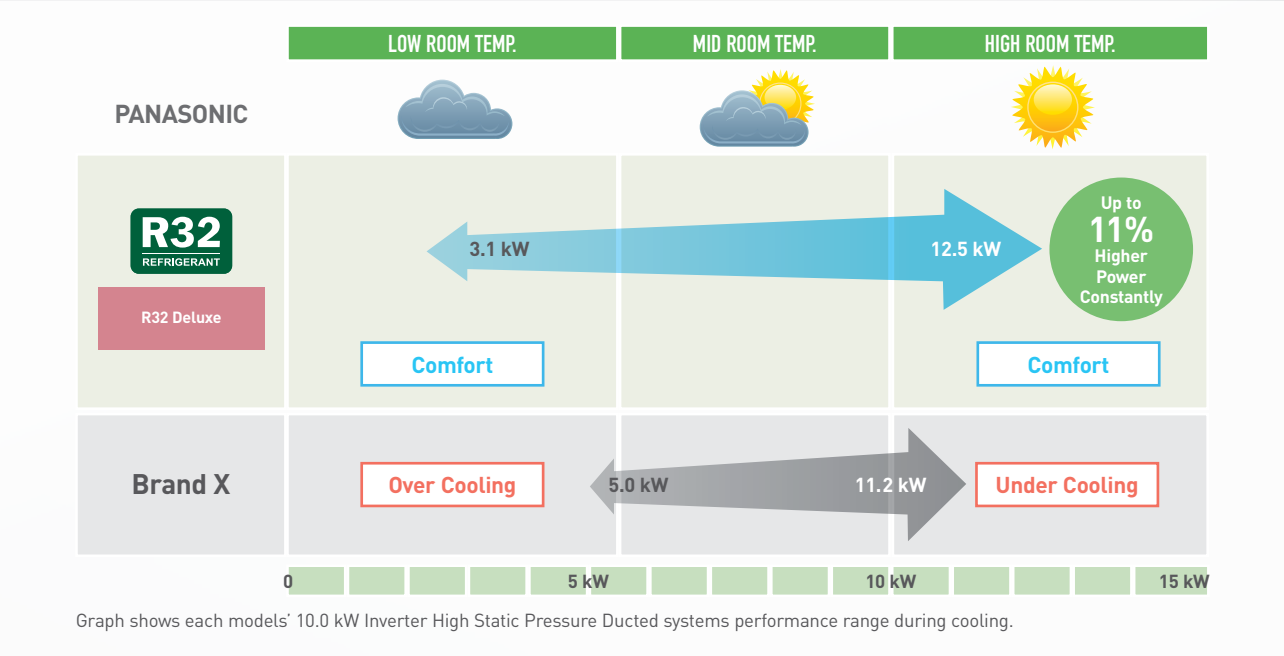 LOW ROOM TEMP.
MID ROOM TEMP.
HIGH ROOM TEMP.
PANASONIC
R32
REFRIGERANT
R32 Deluxe
3.1 kW
12.5 kW
Up to
11%
Higher
Power
Constantly
Comfort
Comfort
Brand X
Over Cooling
5.0 kW
11.2 kW
Under Cooling
0
5 kW
10 kW
15 kW
Graph shows each models’ 10.0 kW Inverter High Static Pressure Ducted systems performance range during cooling.